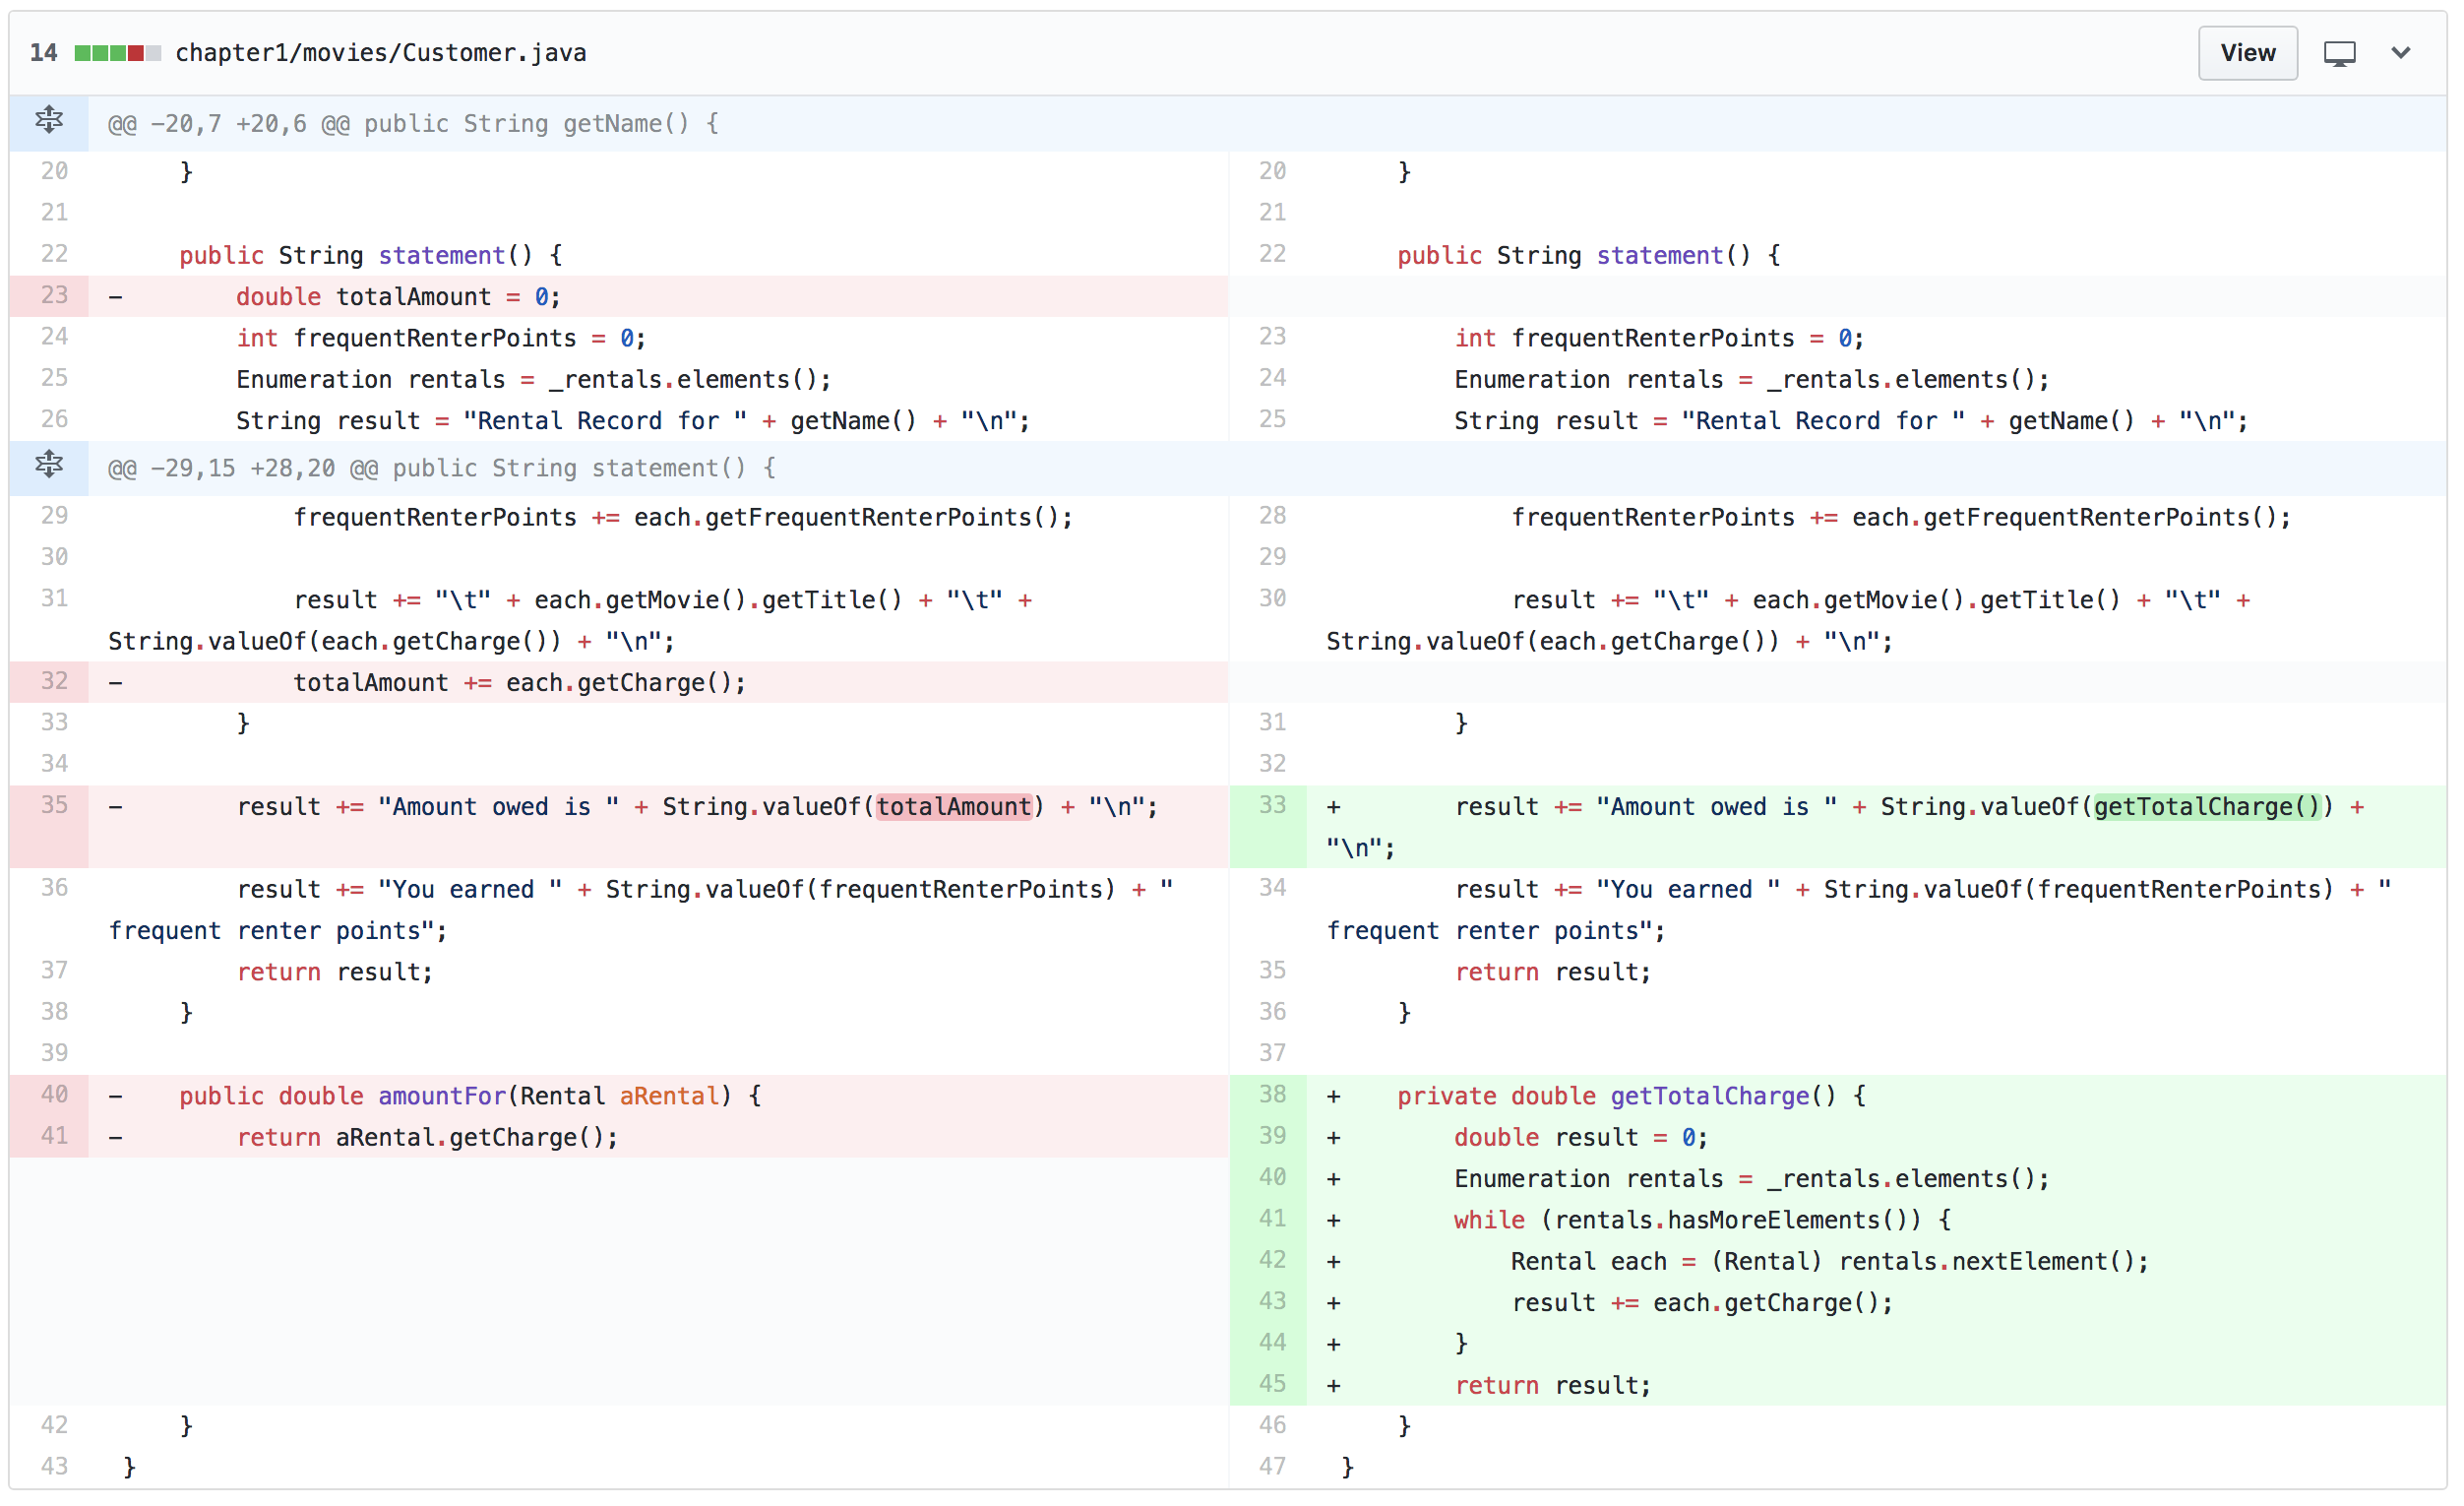 14 chapter1/movies/Customer.java View
@@ -20,7 +20,6 @@ public String getName() {
20 } 20 }
21 21
22 public String statement() { 22 public String statement() {
23 - double totalAmount = 0;
24 int frequentRenterPoints = 0; 23 int frequentRenterPoints = 0;
25 Enumeration rentals = _rentals.elements(); 24 Enumeration rentals = _rentals.elements();
26 String result = "Rental Record for " + getName() + "\n"; 25 String result = "Rental Record for " + getName() + "\n";
@@ -29,15 +28,20 @@ public String statement() {
29 frequentRenterPoints += each.getFrequentRenterPoints(); 28 frequentRenterPoints += each.getFrequentRenterPoints();
30 29
31 result += "\t" + each.getMovie().getTitle() + "\t" + 30 result += "\t" + each.getMovie().getTitle() + "\t" +
String.valueOf(each.getCharge()) + "\n"; String.valueOf(each.getCharge()) + "\n";
32 - totalAmount += each.getCharge();
33 } 31 }
34 32
35 - result += "Amount owed is " + String.valueOf(totalAmount) + "\n"; 33 + result += "Amount owed is " + String.valueOf(getTotalCharge()) +
"\n";
36 result += "You earned " + String.valueOf(frequentRenterPoints) + " 34 result += "You earned " + String.valueOf(frequentRenterPoints) + "
frequent renter points"; frequent renter points";
37 return result; 35 return result;
38 } 36 }
39 37
40 - public double amountFor(Rental aRental) { 38 + private double getTotalCharge() {
41 - return aRental.getCharge(); 39 + double result = 0;
40 + Enumeration rentals = _rentals.elements();
41 + while (rentals.hasMoreElements()) {
42 + Rental each = (Rental) rentals.nextElement();
43 + result += each.getCharge();
44 + }
45 + return result;
42 } 46 }
43 } 47 }